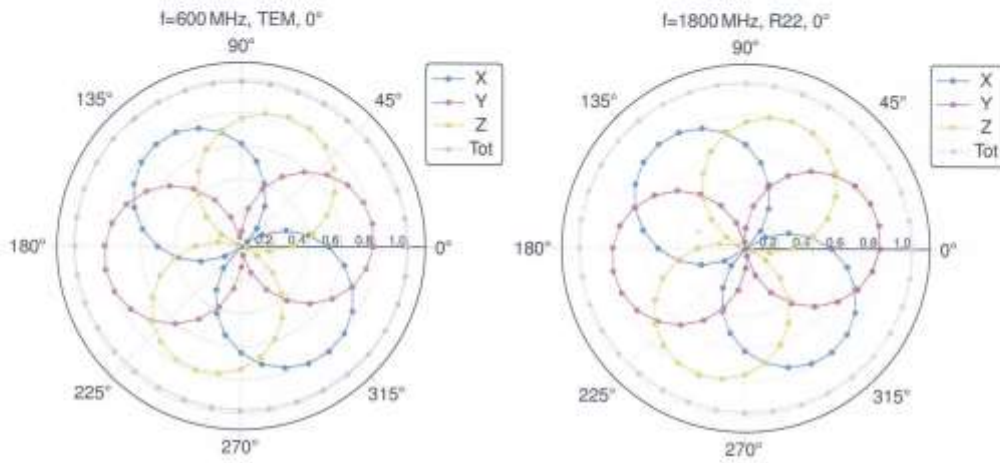 f=600 MHz, TEM, 0°
90°
135°
45°
X
Y
Z
Tot
180°
0.2 0.4 0.6 0.8 1.0
0°
225°
315°
270°
f=1800 MHz, R22, 0°
90°
135°
45°
X
Y
Z
Tot
180°
0.2 0.4 0.6 0.8 1.0
0°
225°
315°
270°